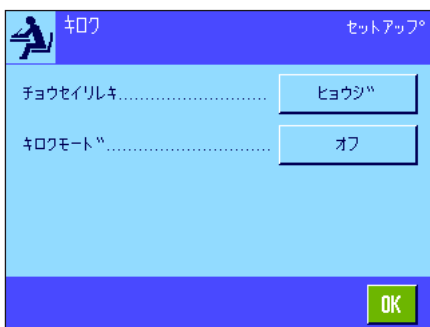 キロク セットアップ
チョウセイリレキ.......................... ヒョウジ
キロクモード............................. オフ
OK